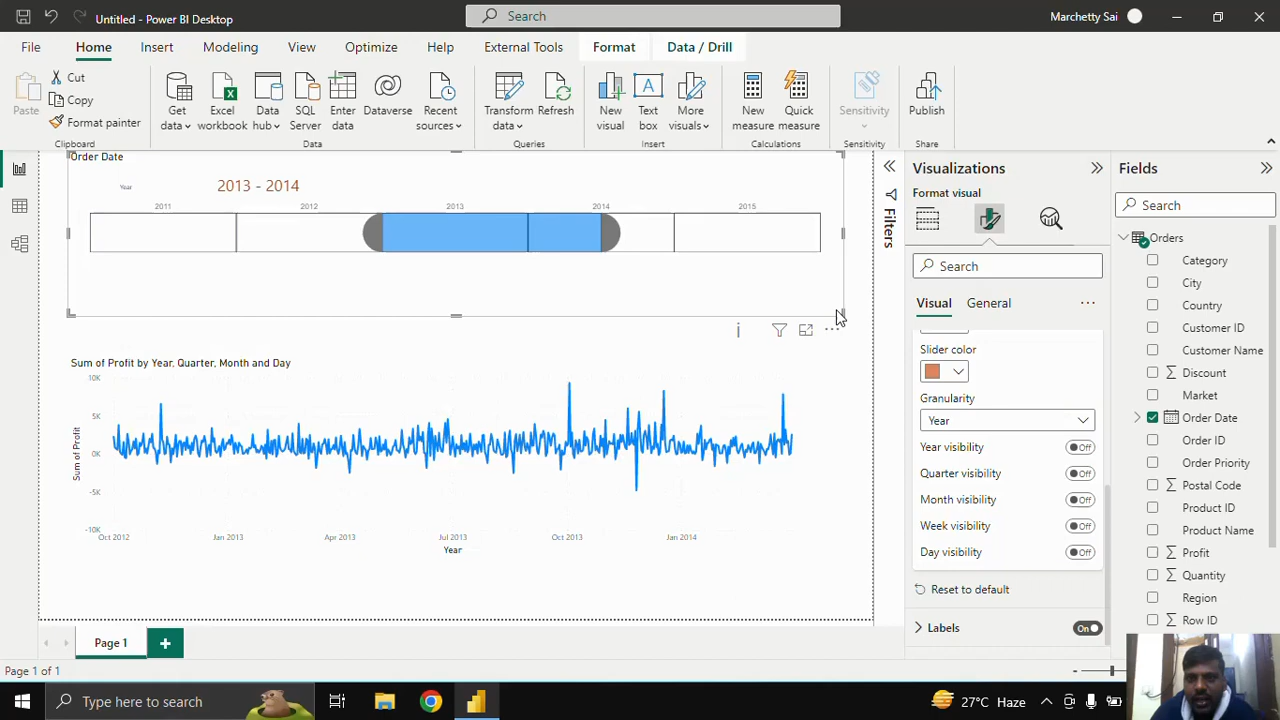 Untitled - Power BI Desktop
Search
Marchetty Sai
File
Home
Insert
Modeling
View
Optimize
Help
External Tools
Format
Data / Drill
Paste
Cut
Copy
Format painter
Clipboard
Get data
Excel workbook
Data hub
SQL Server
Enter data
Dataverse
Recent sources
Data
Transform data
Refresh
Queries
New visual
Text box
More visuals
Insert
New measure
Quick measure
Calculations
Sensitivity
Sensitivity
Publish
Share
Order Date
Year
2013 - 2014
2011 2012 2013 2014 2015
Sum of Profit by Year, Quarter, Month and Day
10K
5K
0K
-5K
-10K
Sum of Profit
Oct 2012 Jan 2013 Apr 2013 Jul 2013 Oct 2013 Jan 2014
Year
Filters
Visualizations
Format visual
Search
Visual
General
Slider color
Granularity
Year
Year visibility Off
Quarter visibility Off
Month visibility Off
Week visibility Off
Day visibility Off
Reset to default
Labels On
Fields
Search
Orders
Category
City
Country
Customer ID
Customer Name
Discount
Market
Order Date
Order ID
Order Priority
Postal Code
Product ID
Product Name
Profit
Quantity
Region
Row ID
Page 1
Page 1 of 1
Type here to search
27°C Haze